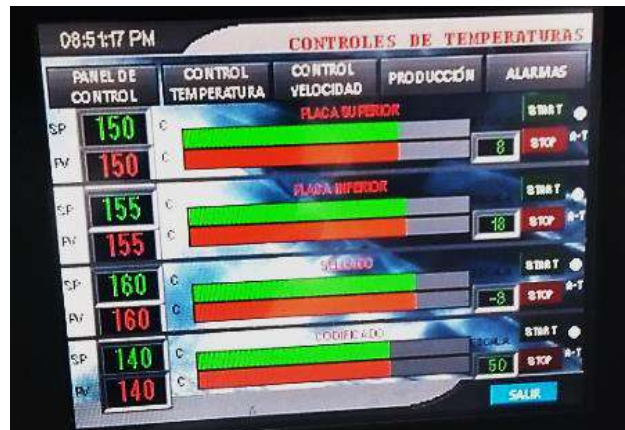 08:51:17 PM
CONTROLES DE TEMPERATURAS
PANEL DE CONTROL
CONTROL TEMPERATURA
CONTROL VELOCIDAD
PRODUCCIÓN
ALARMAS
PLACA SUPERIOR
SP 150 C
START
PV 150 C
8 STOP A-T
PLACA INFERIOR
SP 155 C
START
PV 155 C
18 STOP A-T
SELLADO
SP 160 C
START
PV 160 C
-8 STOP A-T
CODIFICADO
SP 140 C
START
PV 140 C
50 STOP A-T
SALIR